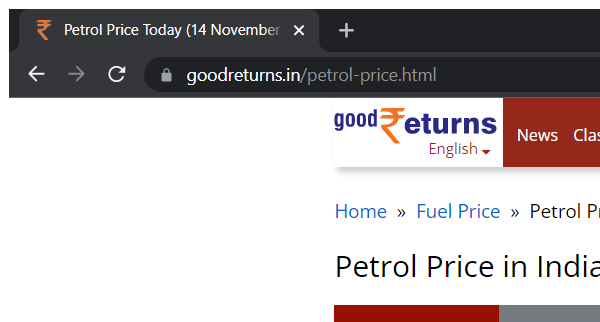 Petrol Price Today (14 November
goodreturns.in/petrol-price.html
good₹eturns
English
News Clas
Home » Fuel Price » Petrol P
Petrol Price in India